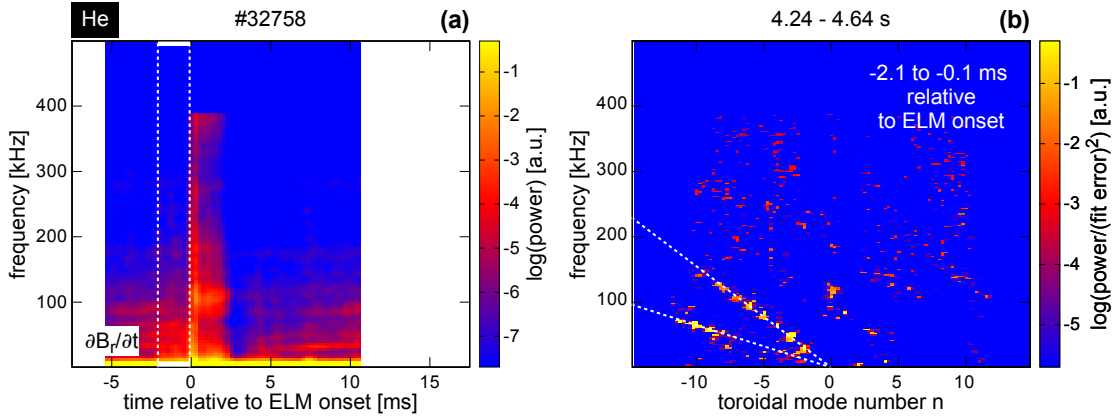 He
#32758
(a)
frequency [kHz]
400
300
200
100
∂Bᵣ/∂t
-5
0
5
10
15
time relative to ELM onset [ms]
-1
-2
-3
-4
-5
-6
-7
log(power) [a.u.]
4.24 - 4.64 s
(b)
-2.1 to -0.1 ms
relative
to ELM onset
frequency [kHz]
400
300
200
100
-10
-5
0
5
10
toroidal mode number n
-1
-2
-3
-4
-5
log(power/(fit error)²) [a.u.]